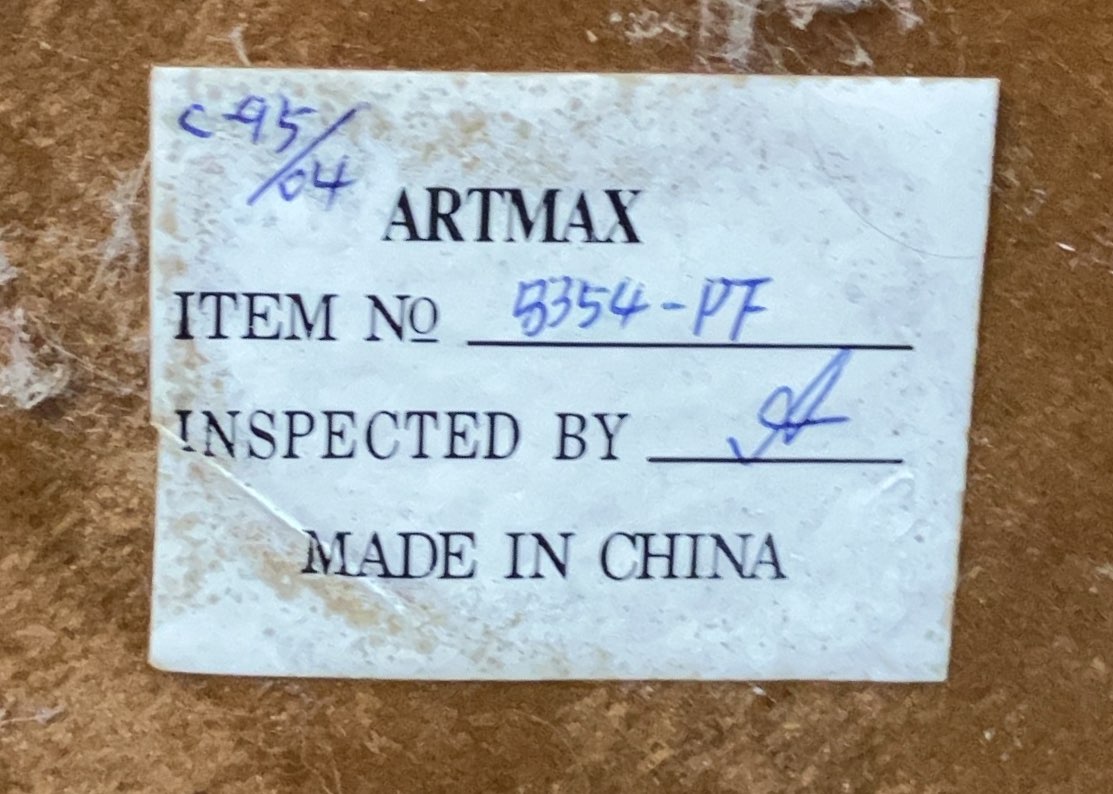 C-95/
/04
ARTMAX
ITEM No 5354-PF
INSPECTED BY
MADE IN CHINA